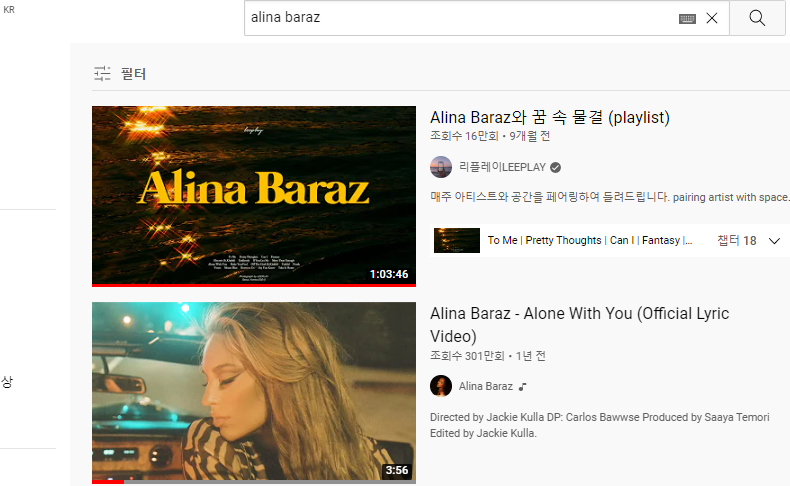 KR
alina baraz
필터
leeplay
Alina Baraz
1:03:46
Alina Baraz와 꿈 속 물결 (playlist)
조회수 16만회 • 9개월 전
리플레이LEEPLAY
매주 아티스트와 공간을 페어링하여 들려드립니다. pairing artist with space.
To Me | Pretty Thoughts | Can I | Fantasy |...
챕터 18
Alina Baraz - Alone With You (Official Lyric
Video)
조회수 301만회 • 1년 전
Alina Baraz
Directed by Jackie Kulla DP: Carlos Bawwse Produced by Saaya Temori
Edited by Jackie Kulla.
3:56
상